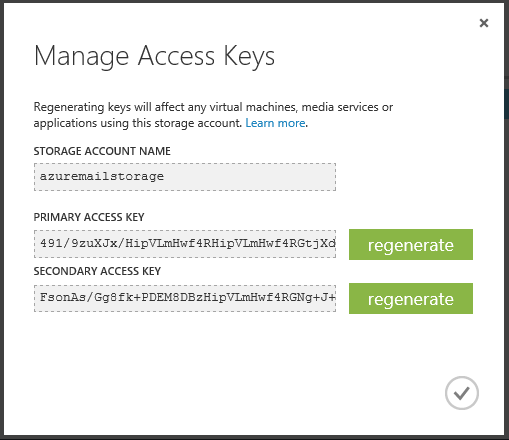 Manage Access Keys
Regenerating keys will affect any virtual machines, media services or
applications using this storage account. Learn more.
STORAGE ACCOUNT NAME
azuremailstorage
PRIMARY ACCESS KEY
491/9zuXJx/HipVLmHwf4RHipVLmHwf4RGtjXd regenerate
SECONDARY ACCESS KEY
FsonAs/Gg8fk+PDEM8DBzHipVLmHwf4RGNg+J+ regenerate